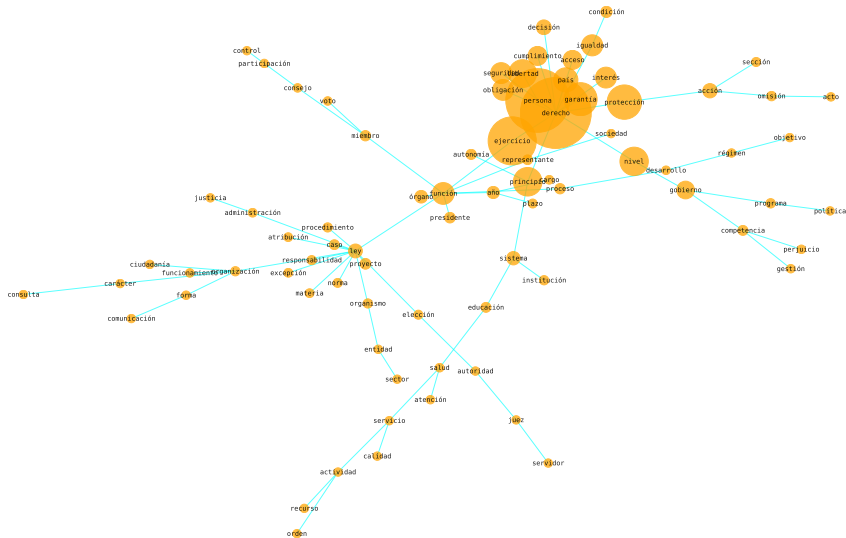 condición
decisión
igualdad
control
cumplimiento
acceso
sección
participación
seguridad
libertad
país
interés
obligación
consejo
acción
omisión
acto
voto
persona
garantía
protección
derecho
miembro
sociedad
objetivo
ejercicio
autonomia
representante
régimen
nivel
desarrollo
principio
cargo
proceso
gobierno
función
año
órgano
justicia
plazo
programa
política
administración
presidente
procedimiento
competencia
atribución
caso
ley
perjuicio
ciudadanía
responsabilidad
proyecto
sistema
gestión
funcionamiento
organización
excepción
institución
carácter
norma
consulta
forma
materia
organismo
educación
comunicación
elección
entidad
salud
autoridad
sector
atención
servicio
juez
calidad
servidor
actividad
recurso
orden